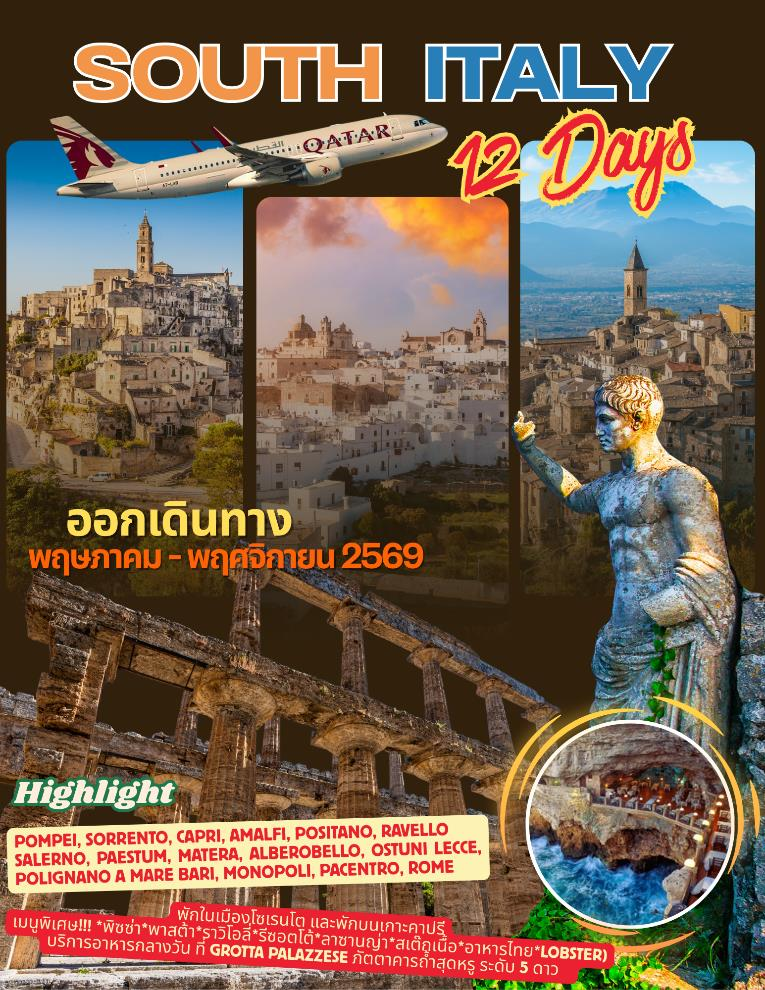 SOUTH ITALY
QATAR القطرية
12 Days
ออกเดินทาง
พฤษภาคม - พฤศจิกายน 2569
Highlight
POMPEI, SORRENTO, CAPRI, AMALFI, POSITANO, RAVELLO
SALERNO, PAESTUM, MATERA, ALBEROBELLO, OSTUNI LECCE,
POLIGNANO A MARE BARI, MONOPOLI, PACENTRO, ROME
พักในเมืองโซเรนโต และพักบนเกาะคาปรี
เมนูพิเศษ!!! *พิซซ่า*พาสต้า*ราวิโอลี*รีซอตโต้*ลาซานญ่า*สเต็กเนื้อ*อาหารไทย*LOBSTER)
บริการอาหารกลางวัน ที่ GROTTA PALAZZESE ภัตตาคารถ้ำสุดหรู ระดับ 5 ดาว